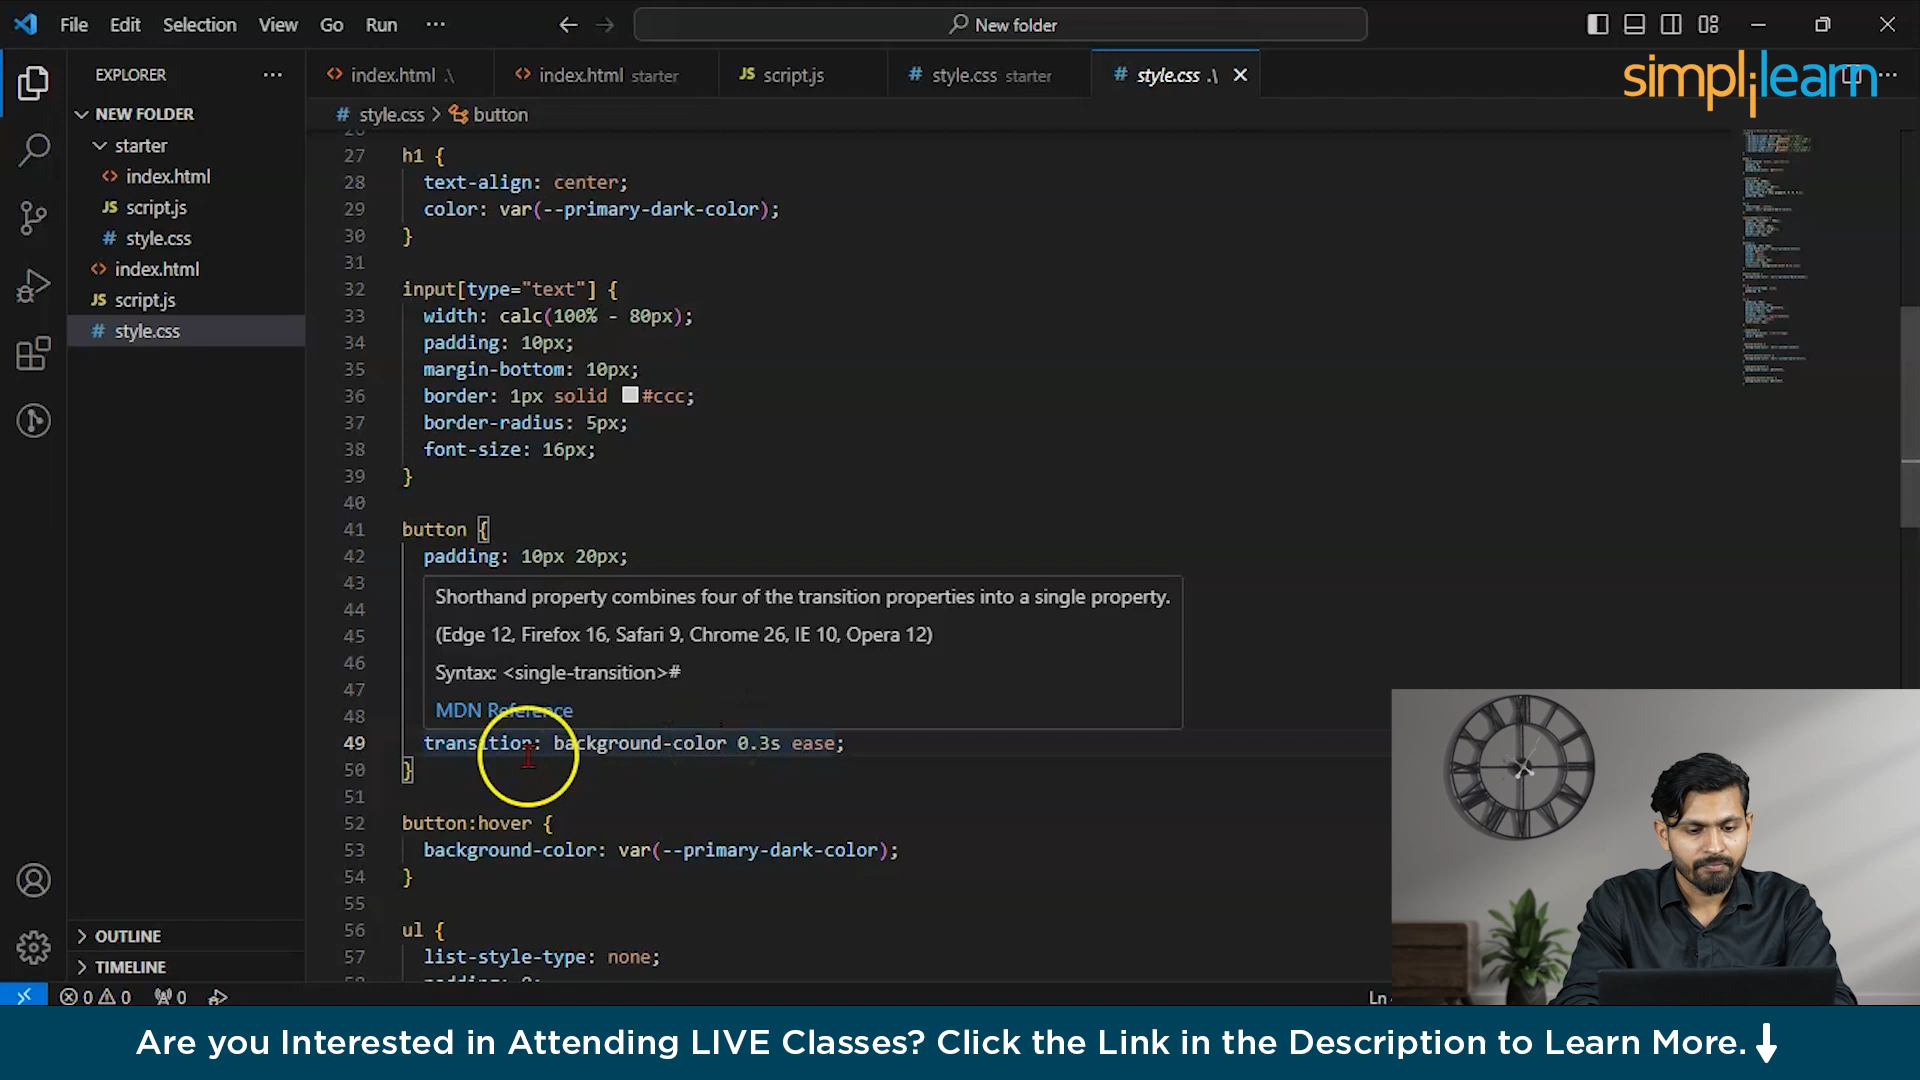 File Edit Selection View Go Run ···
New folder
simplilearn
EXPLORER ···
index.html .\
index.html starter
JS script.js
# style.css starter
# style.css .\
NEW FOLDER
# style.css > button
starter
index.html
JS script.js
# style.css
index.html
JS script.js
# style.css
27 h1 {
28 text-align: center;
29 color: var(--primary-dark-color);
30 }
31
32 input[type="text"] {
33 width: calc(100% - 80px);
34 padding: 10px;
35 margin-bottom: 10px;
36 border: 1px solid #ccc;
37 border-radius: 5px;
38 font-size: 16px;
39 }
40
41 button {
42 padding: 10px 20px;
43
44
45
46
47
48
Shorthand property combines four of the transition properties into a single property.
(Edge 12, Firefox 16, Safari 9, Chrome 26, IE 10, Opera 12)
Syntax: <single-transition>#
MDN Reference
49 transition: background-color 0.3s ease;
50 }
51
52 button:hover {
53 background-color: var(--primary-dark-color);
54 }
55
56 ul {
57 list-style-type: none;
OUTLINE
TIMELINE
0 0 0
Ln
Are you Interested in Attending LIVE Classes? Click the Link in the Description to Learn More.